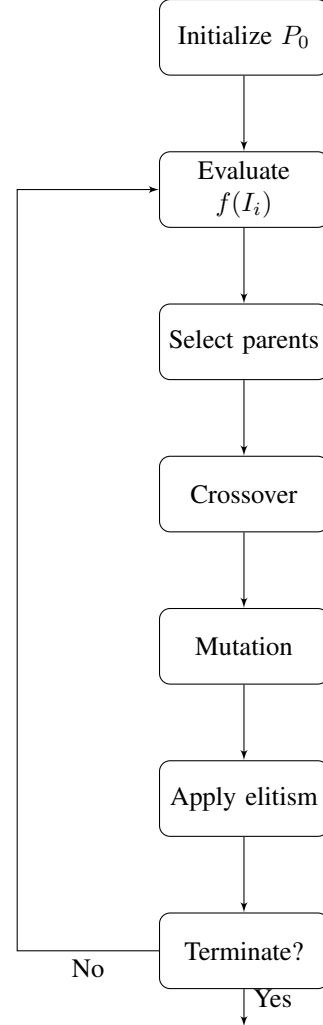 Initialize P₀
Evaluate
f(Iᵢ)
Select parents
Crossover
Mutation
Apply elitism
Terminate?
No
Yes